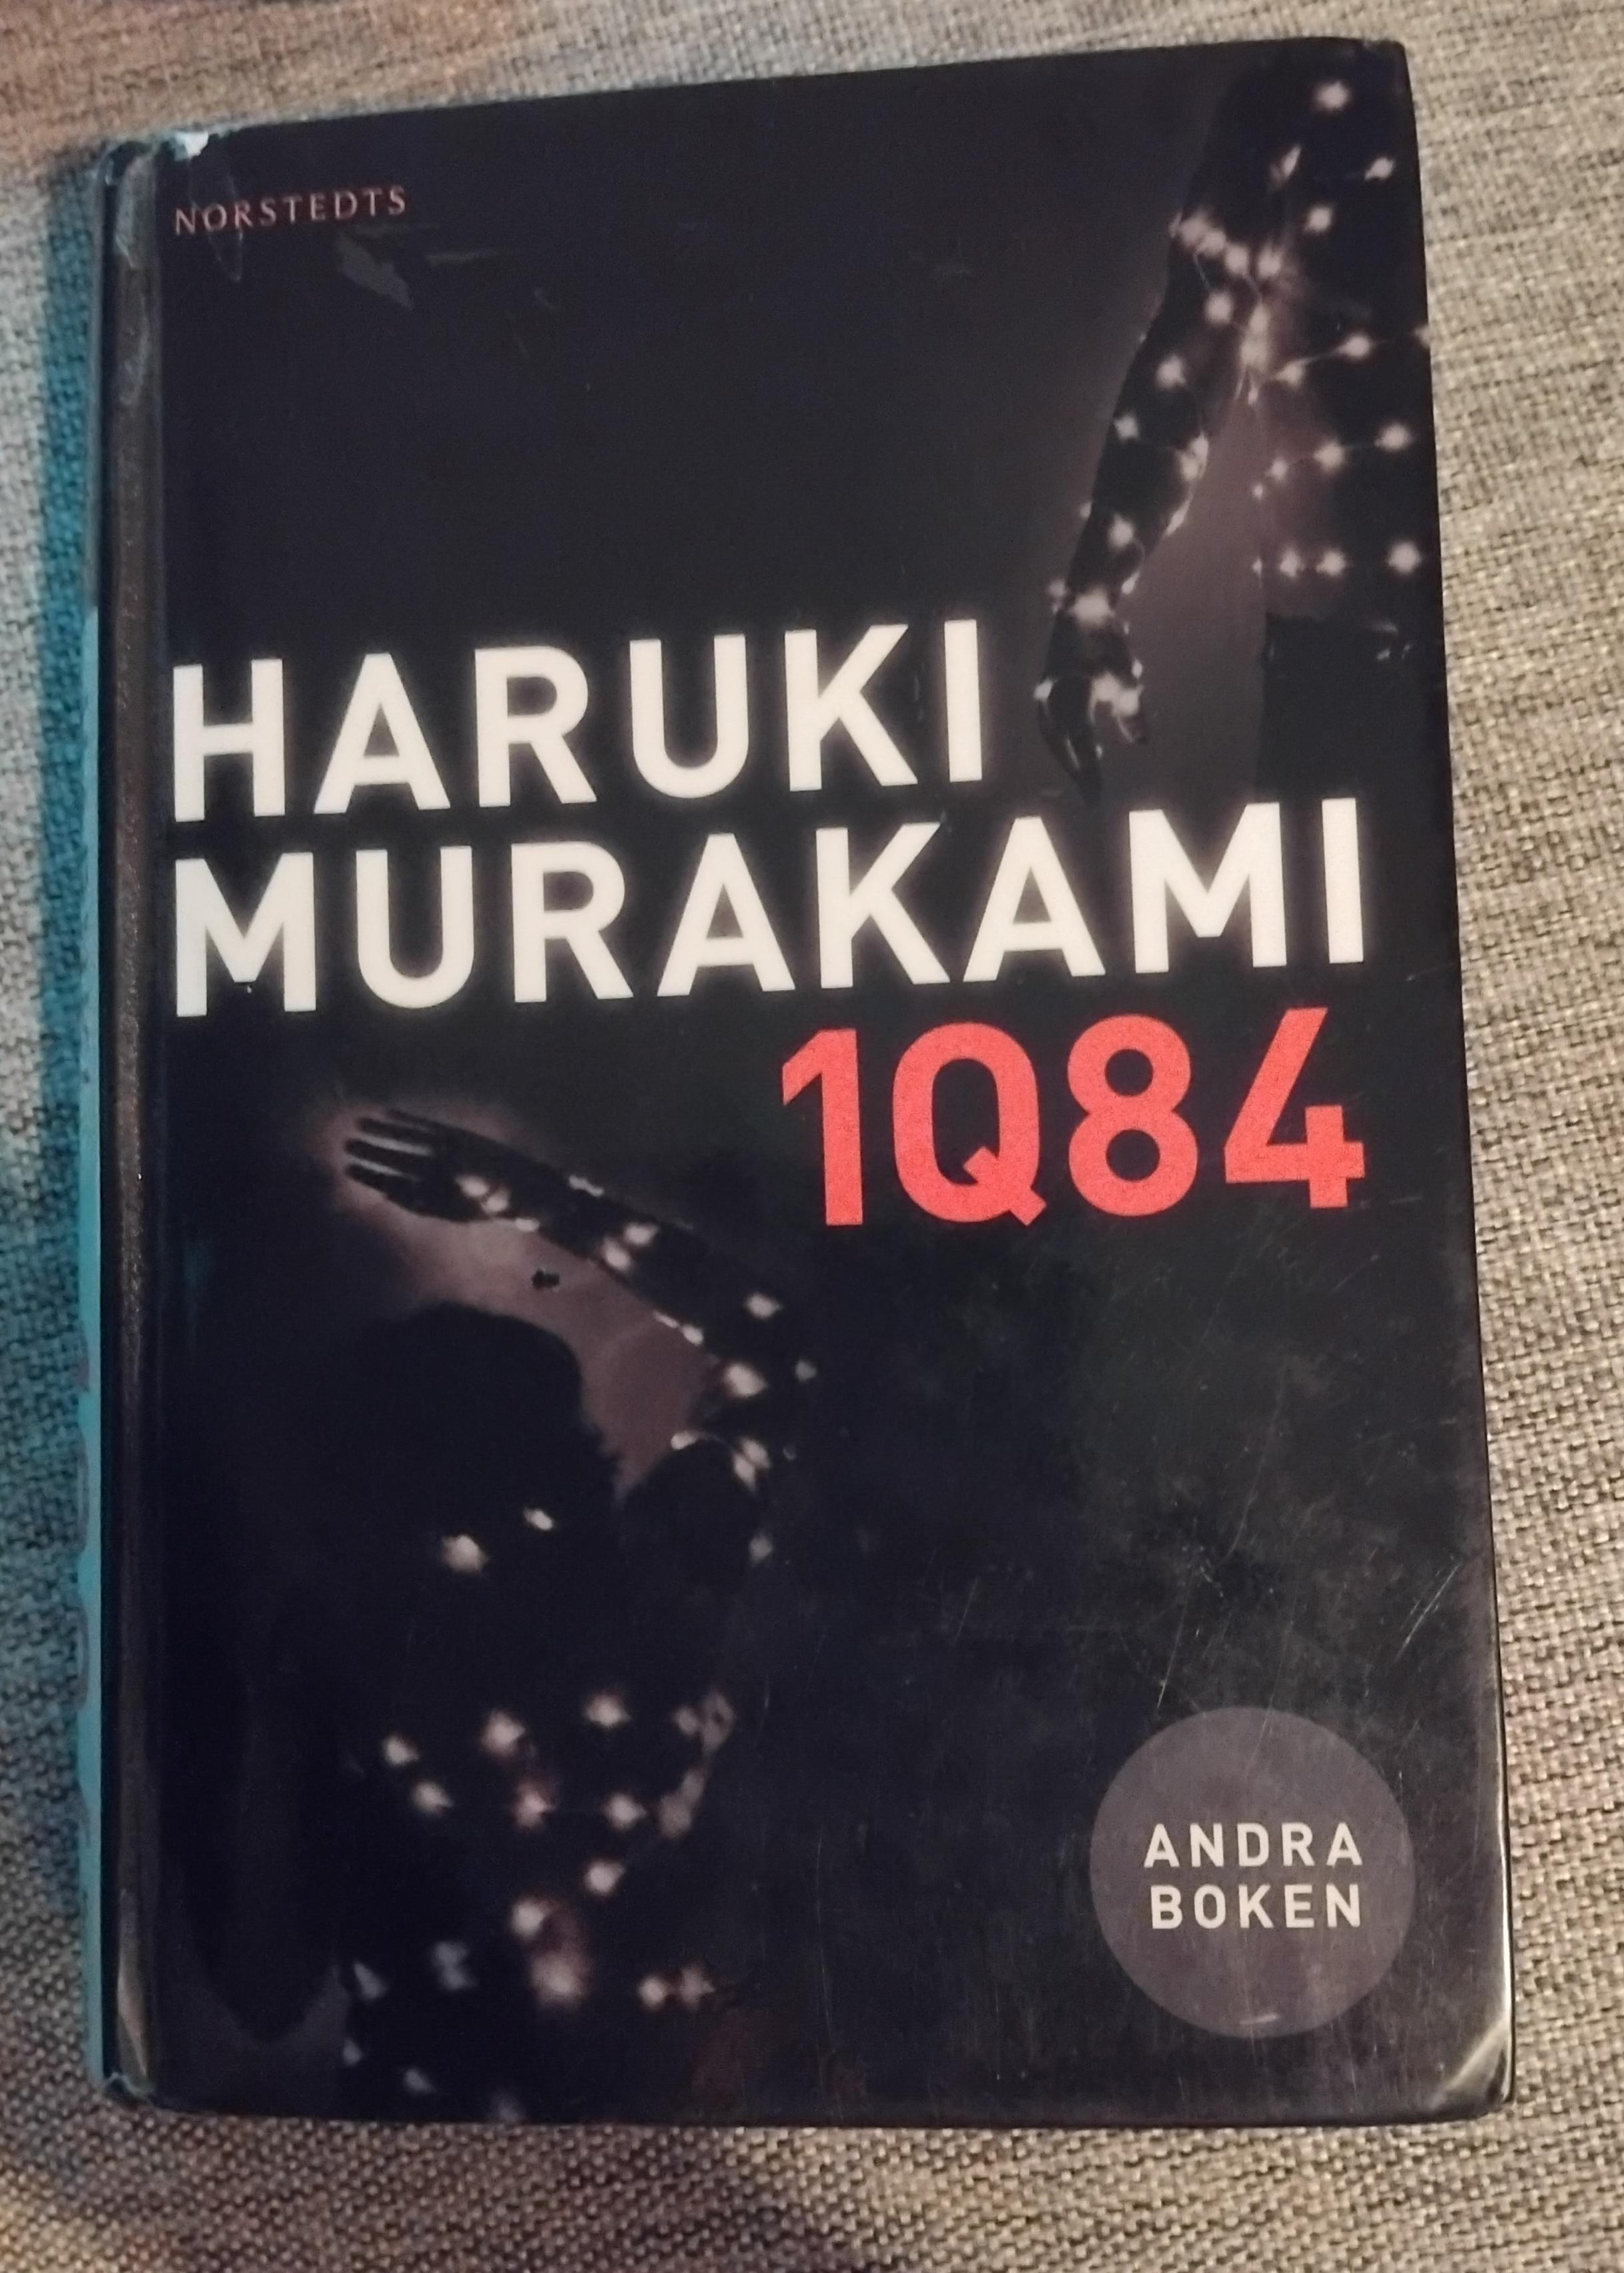 NORSTEDTS
HARUKI
MURAKAMI
1Q84
ANDRA
BOKEN